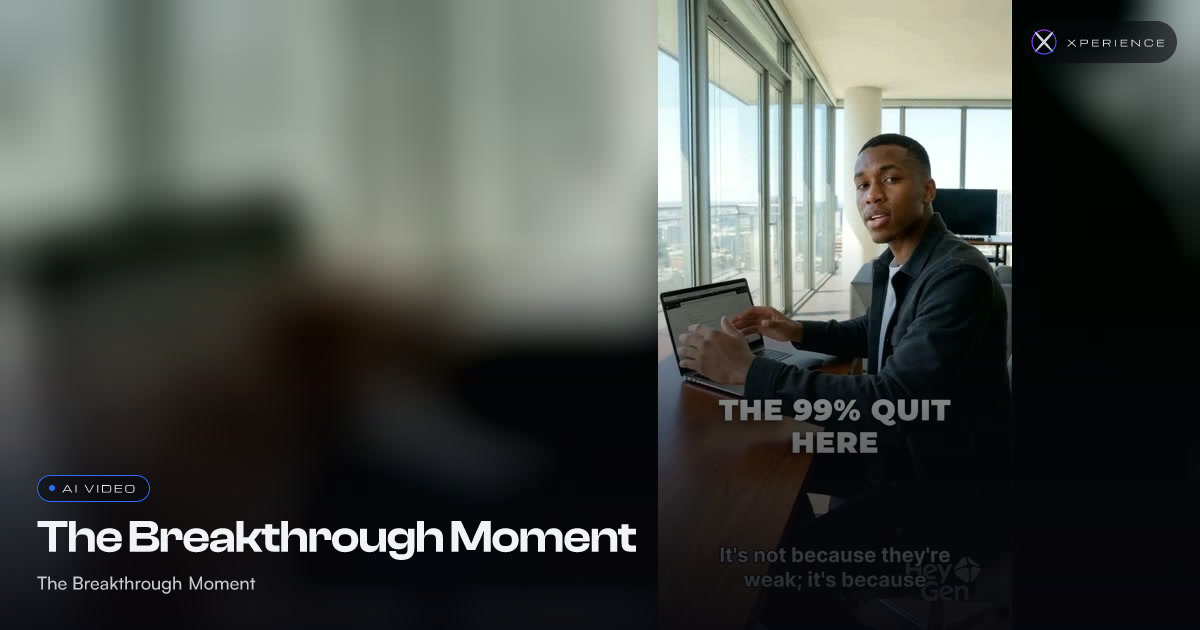 XPERIENCE
THE 99% QUIT
HERE
It's not because they're
weak; it's because
HeyGen
AI VIDEO
The Breakthrough Moment
The Breakthrough Moment